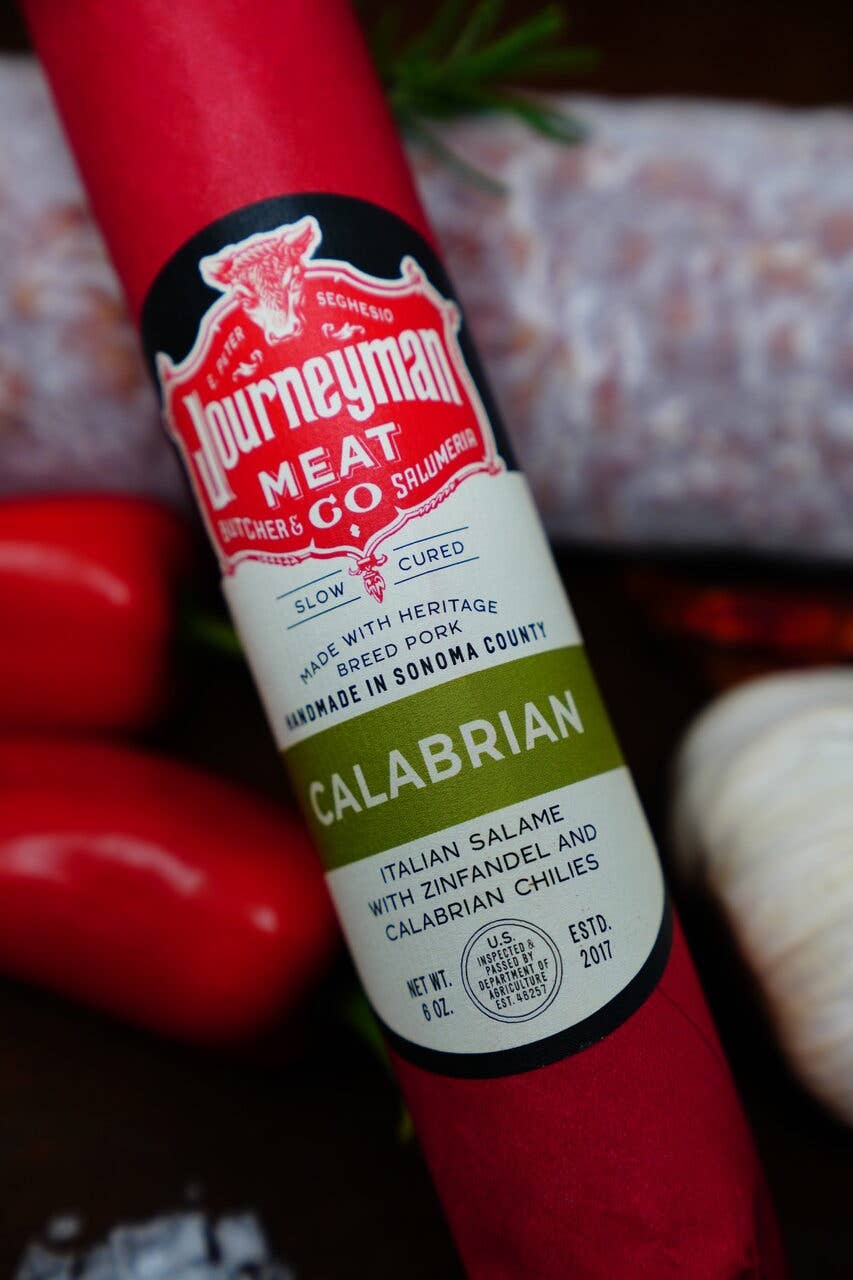 E. PETER SEGHESIO
Journeyman
MEAT
BUTCHER & CO SALUMERIA
SLOW CURED
MADE WITH HERITAGE
BREED PORK
HANDMADE IN SONOMA COUNTY
CALABRIAN
ITALIAN SALAME
WITH ZINFANDEL AND
CALABRIAN CHILIES
NET WT.
6 OZ.
U.S.
INSPECTED &
PASSED BY
DEPARTMENT OF
AGRICULTURE
EST. 48257
ESTD.
2017